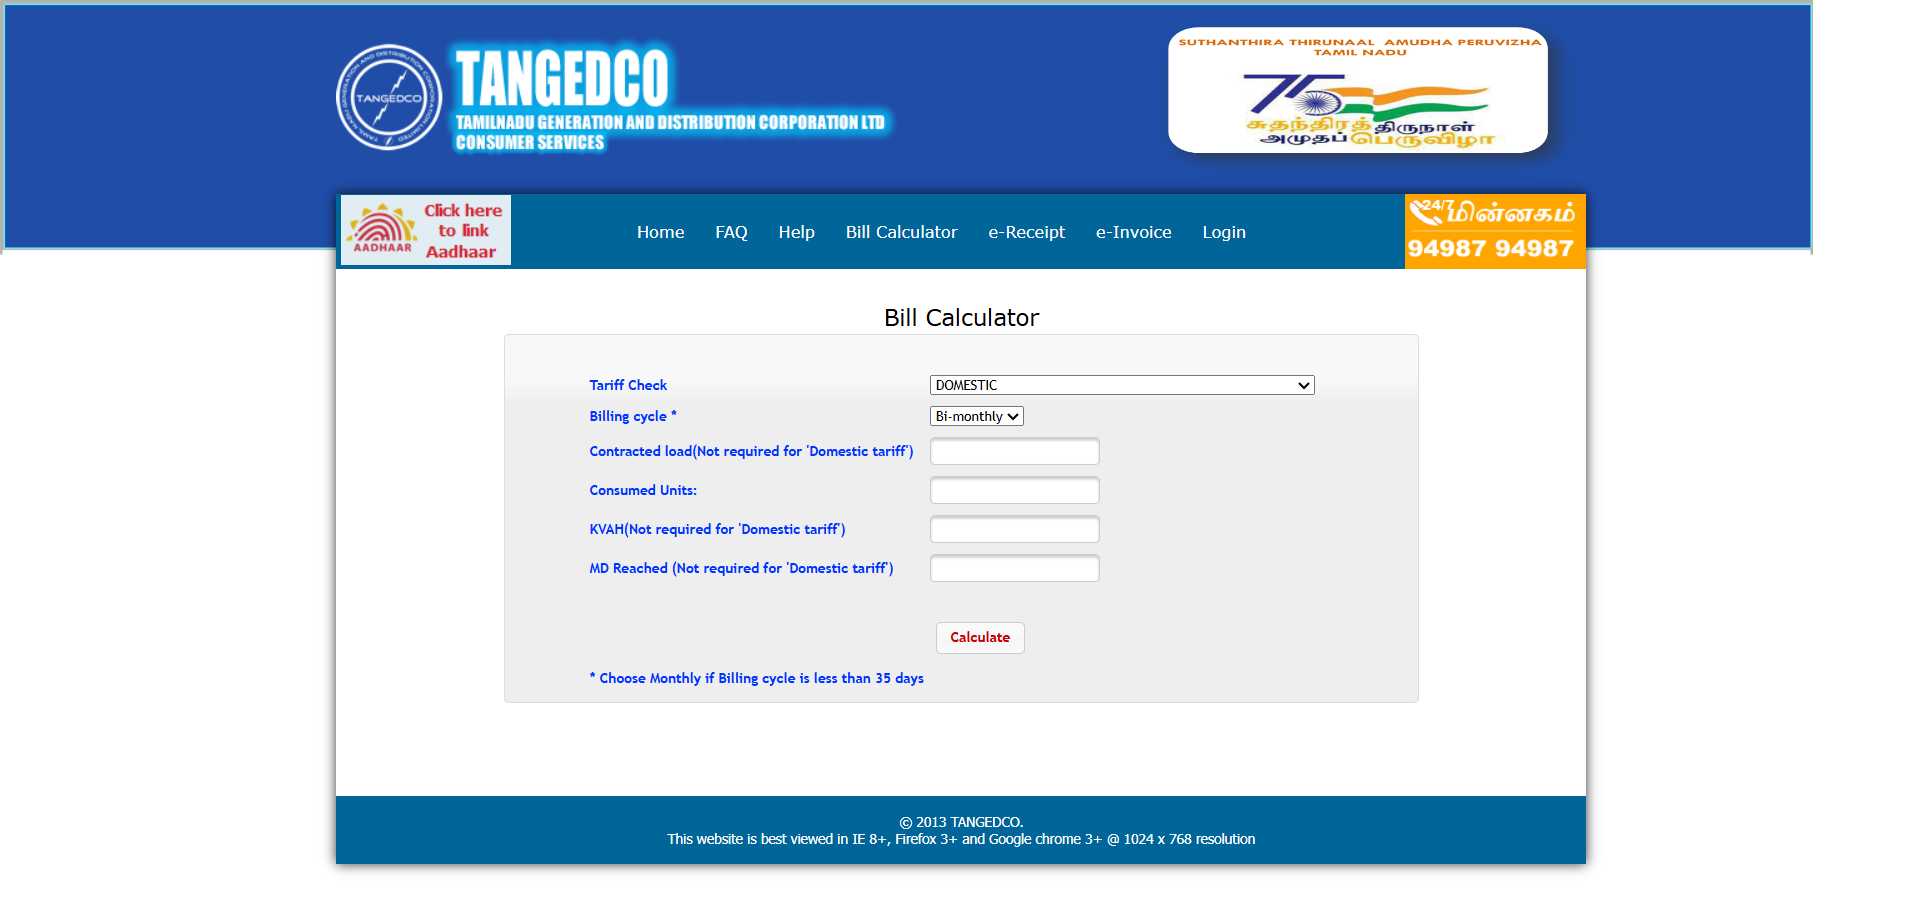 TANGEDCO
TANGEDCO
TAMILNADU GENERATION AND DISTRIBUTION CORPORATION LTD
CONSUMER SERVICES
SUTHANTHIRA THIRUNAAL AMUDHA PERUVIZHA
TAMIL NADU
75
சுதந்திரத் திருநாள்
அமுதப் பெருவிழா
Click here
to link
Aadhaar
AADHAAR
Home FAQ Help Bill Calculator e-Receipt e-Invoice Login
24/7 மின்னகம்
94987 94987
Bill Calculator
Tariff Check DOMESTIC
Billing cycle * Bi-monthly
Contracted load(Not required for 'Domestic tariff')
Consumed Units:
KVAH(Not required for 'Domestic tariff')
MD Reached (Not required for 'Domestic tariff')
Calculate
* Choose Monthly if Billing cycle is less than 35 days
© 2013 TANGEDCO.
This website is best viewed in IE 8+, Firefox 3+ and Google chrome 3+ @ 1024 x 768 resolution